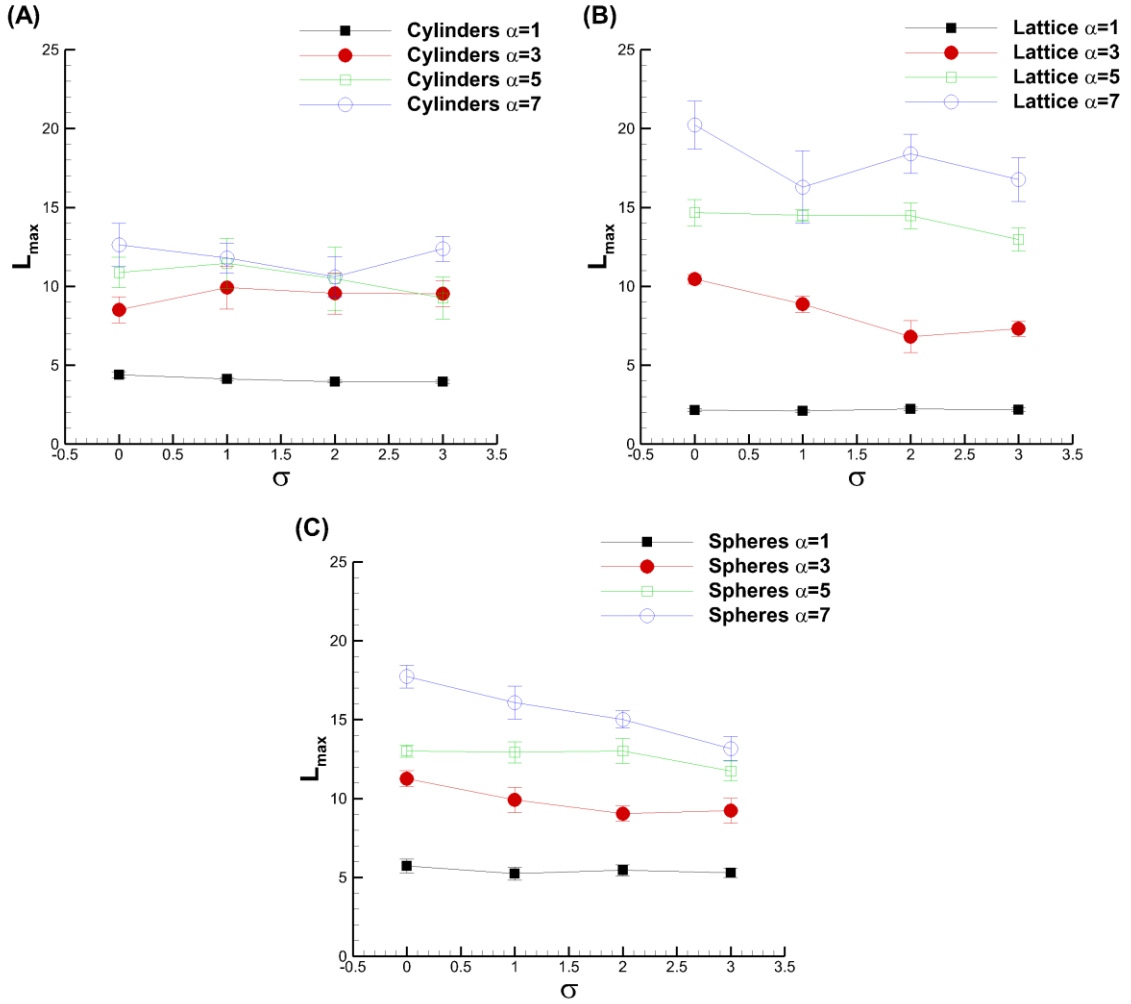 (A)
Cylinders α=1
Cylinders α=3
Cylinders α=5
Cylinders α=7
25
20
15
10
5
0
L_max
-0.5 0 0.5 1 1.5 2 2.5 3 3.5
σ
(B)
Lattice α=1
Lattice α=3
Lattice α=5
Lattice α=7
25
20
15
10
5
0
L_max
-0.5 0 0.5 1 1.5 2 2.5 3 3.5
σ
(C)
Spheres α=1
Spheres α=3
Spheres α=5
Spheres α=7
25
20
15
10
5
0
L_max
-0.5 0 0.5 1 1.5 2 2.5 3 3.5
σ